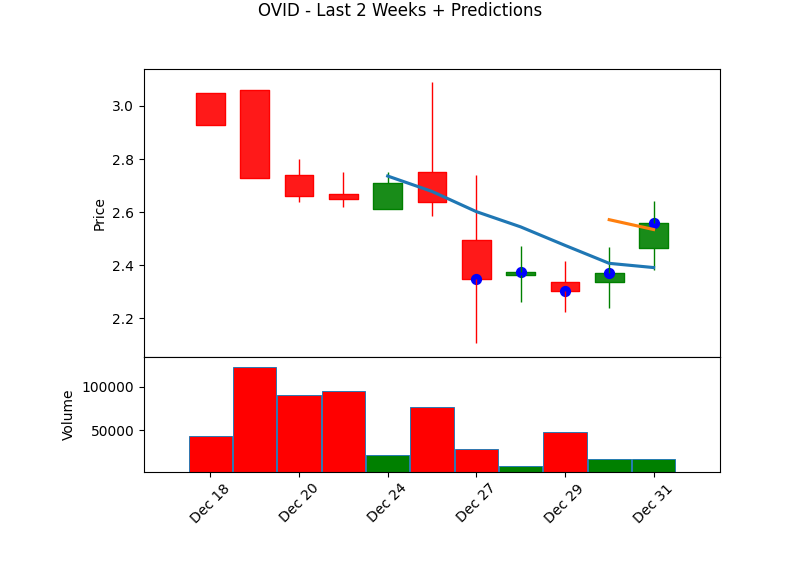 OVID - Last 2 Weeks + Predictions
Price
3.0
2.8
2.6
2.4
2.2
Volume
100000
50000
Dec 18
Dec 20
Dec 24
Dec 27
Dec 29
Dec 31